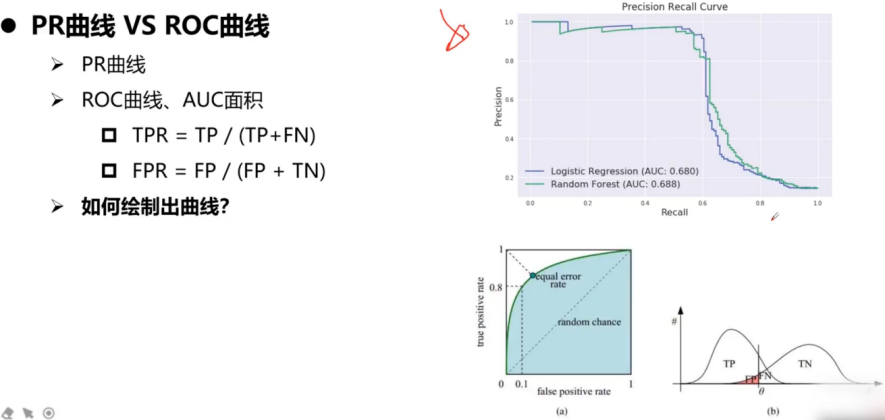 ● PR曲线 VS ROC曲线
➢ PR曲线
➢ ROC曲线、AUC面积
❑ TPR = TP / (TP+FN)
❑ FPR = FP / (FP + TN)
➢ 如何绘制出曲线？
Precision Recall Curve
Precision
1.0
0.8
0.6
0.4
0.2
Logistic Regression (AUC: 0.680)
Random Forest (AUC: 0.688)
0.0 0.2 0.4 0.6 0.8 1.0
Recall
true positive rate
1
0.8
equal error
rate
random chance
0 0.1 1
false positive rate
(a)
#
TP
TN
FP
FN
θ
(b)